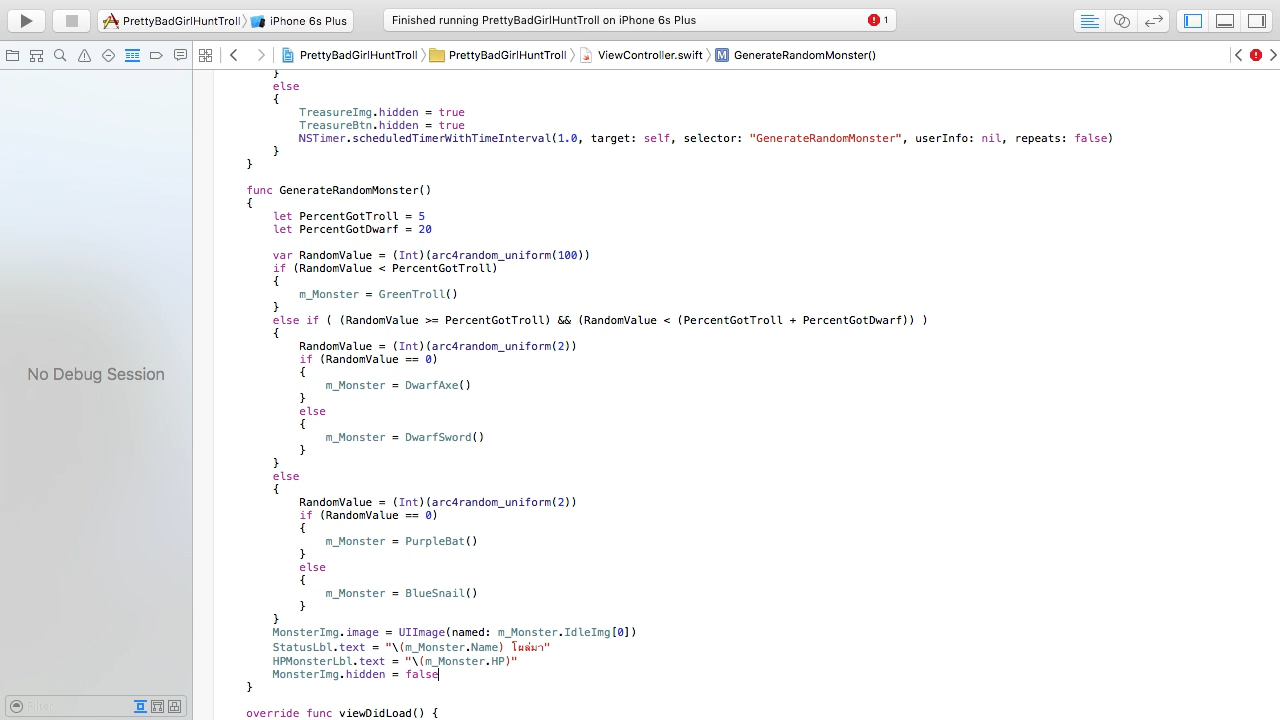 PrettyBadGirlHuntTroll iPhone 6s Plus
Finished running PrettyBadGirlHuntTroll on iPhone 6s Plus 1
PrettyBadGirlHuntTroll PrettyBadGirlHuntTroll ViewController.swift M GenerateRandomMonster()
}
else
{
TreasureImg.hidden = true
TreasureBtn.hidden = true
NSTimer.scheduledTimerWithTimeInterval(1.0, target: self, selector: "GenerateRandomMonster", userInfo: nil, repeats: false)
}
}
func GenerateRandomMonster()
{
let PercentGotTroll = 5
let PercentGotDwarf = 20
var RandomValue = (Int)(arc4random_uniform(100))
if (RandomValue < PercentGotTroll)
{
m_Monster = GreenTroll()
}
else if ( (RandomValue >= PercentGotTroll) && (RandomValue < (PercentGotTroll + PercentGotDwarf)) )
{
RandomValue = (Int)(arc4random_uniform(2))
if (RandomValue == 0)
{
m_Monster = DwarfAxe()
}
else
{
m_Monster = DwarfSword()
}
}
else
{
RandomValue = (Int)(arc4random_uniform(2))
if (RandomValue == 0)
{
m_Monster = PurpleBat()
}
else
{
m_Monster = BlueSnail()
}
}
MonsterImg.image = UIImage(named: m_Monster.IdleImg[0])
StatusLbl.text = "\(m_Monster.Name) โผล่มา"
HPMonsterLbl.text = "\(m_Monster.HP)"
MonsterImg.hidden = false
}
override func viewDidLoad() {
No Debug Session
Filter